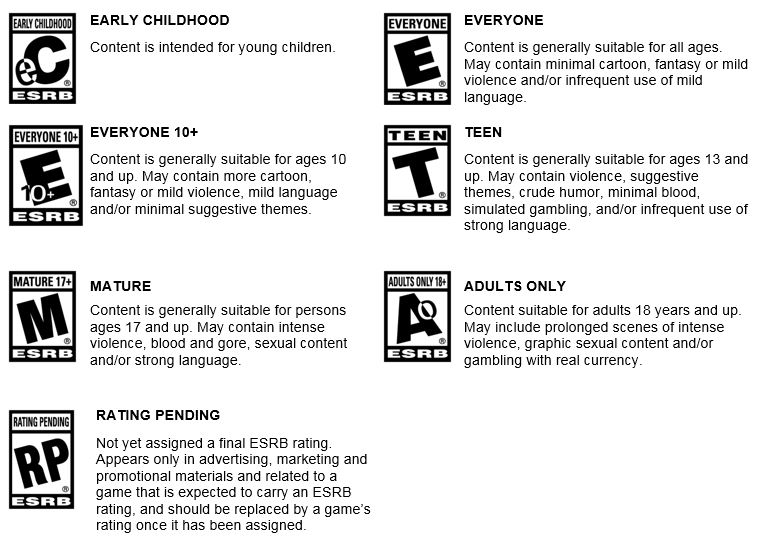 EARLY CHILDHOOD
eC
®
ESRB
EARLY CHILDHOOD
Content is intended for young children.
EVERYONE
E
®
ESRB
EVERYONE
Content is generally suitable for all ages.
May contain minimal cartoon, fantasy or mild
violence and/or infrequent use of mild
language.
EVERYONE 10+
E
10+
®
ESRB
EVERYONE 10+
Content is generally suitable for ages 10
and up. May contain more cartoon,
fantasy or mild violence, mild language
and/or minimal suggestive themes.
TEEN
T
®
ESRB
TEEN
Content is generally suitable for ages 13 and
up. May contain violence, suggestive
themes, crude humor, minimal blood,
simulated gambling, and/or infrequent use of
strong language.
MATURE 17+
M
®
ESRB
MATURE
Content is generally suitable for persons
ages 17 and up. May contain intense
violence, blood and gore, sexual content
and/or strong language.
ADULTS ONLY 18+
AO
®
ESRB
ADULTS ONLY
Content suitable for adults 18 years and up.
May include prolonged scenes of intense
violence, graphic sexual content and/or
gambling with real currency.
RATING PENDING
RP
®
ESRB
RATING PENDING
Not yet assigned a final ESRB rating.
Appears only in advertising, marketing and
promotional materials and related to a
game that is expected to carry an ESRB
rating, and should be replaced by a game's
rating once it has been assigned.